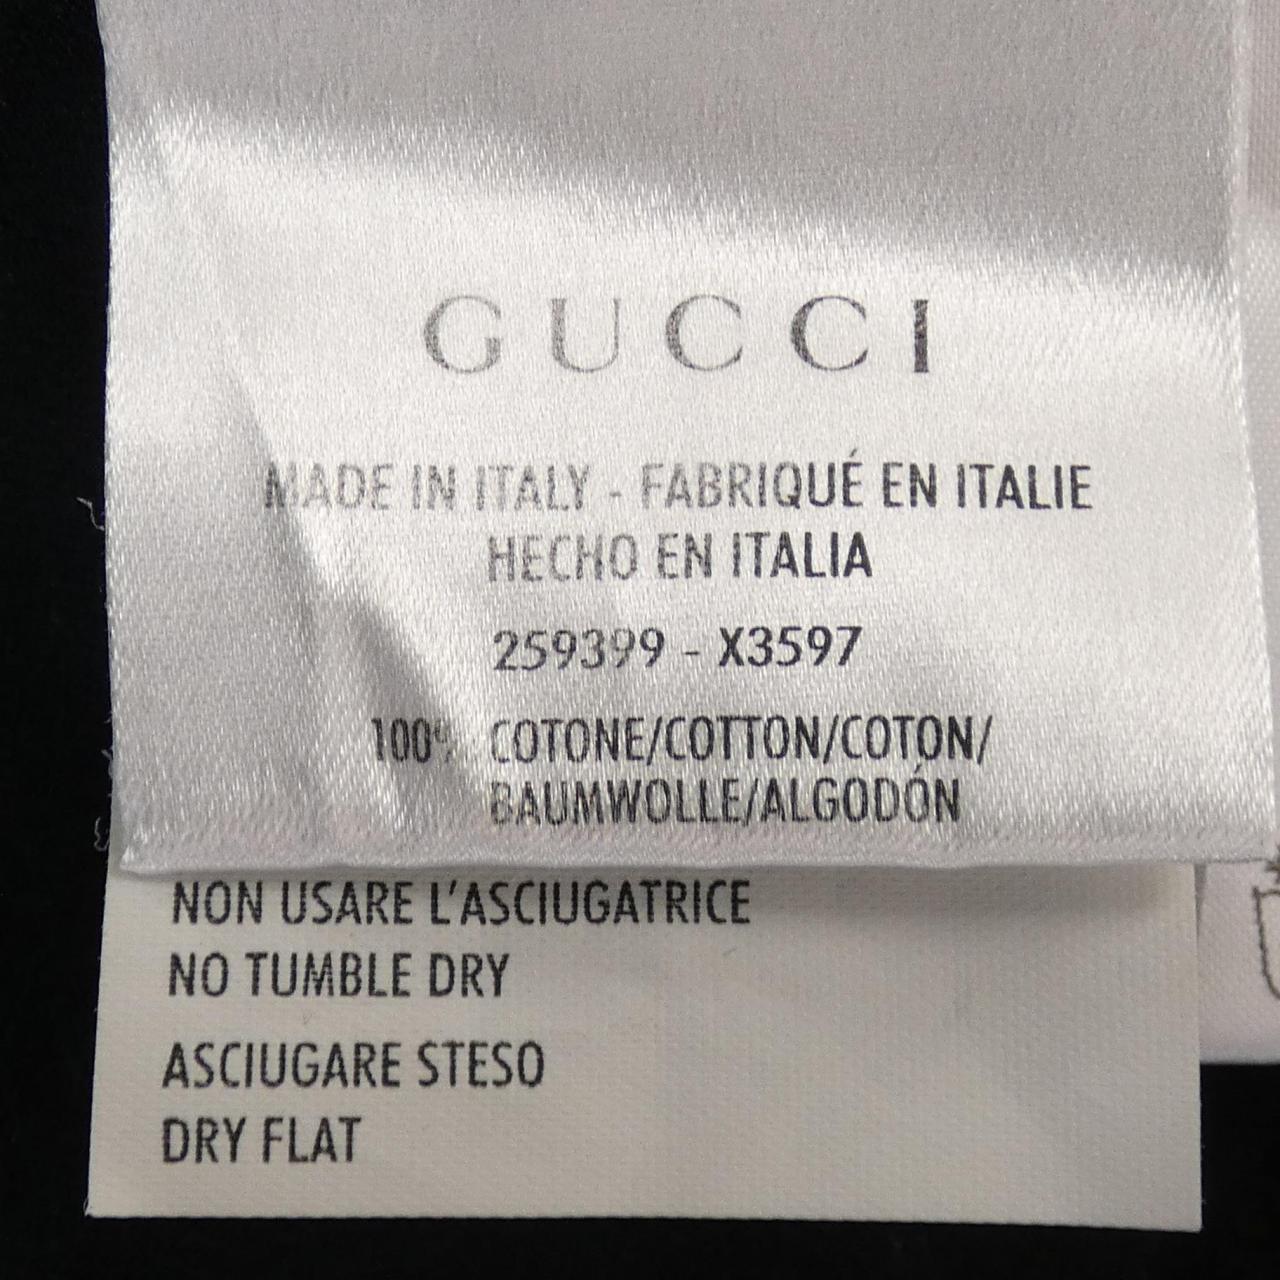 GUCCI
MADE IN ITALY - FABRIQUÉ EN ITALIE
HECHO EN ITALIA
259399 - X3597
100% COTONE/COTTON/COTON/
BAUMWOLLE/ALGODÓN
NON USARE L'ASCIUGATRICE
NO TUMBLE DRY
ASCIUGARE STESO
DRY FLAT